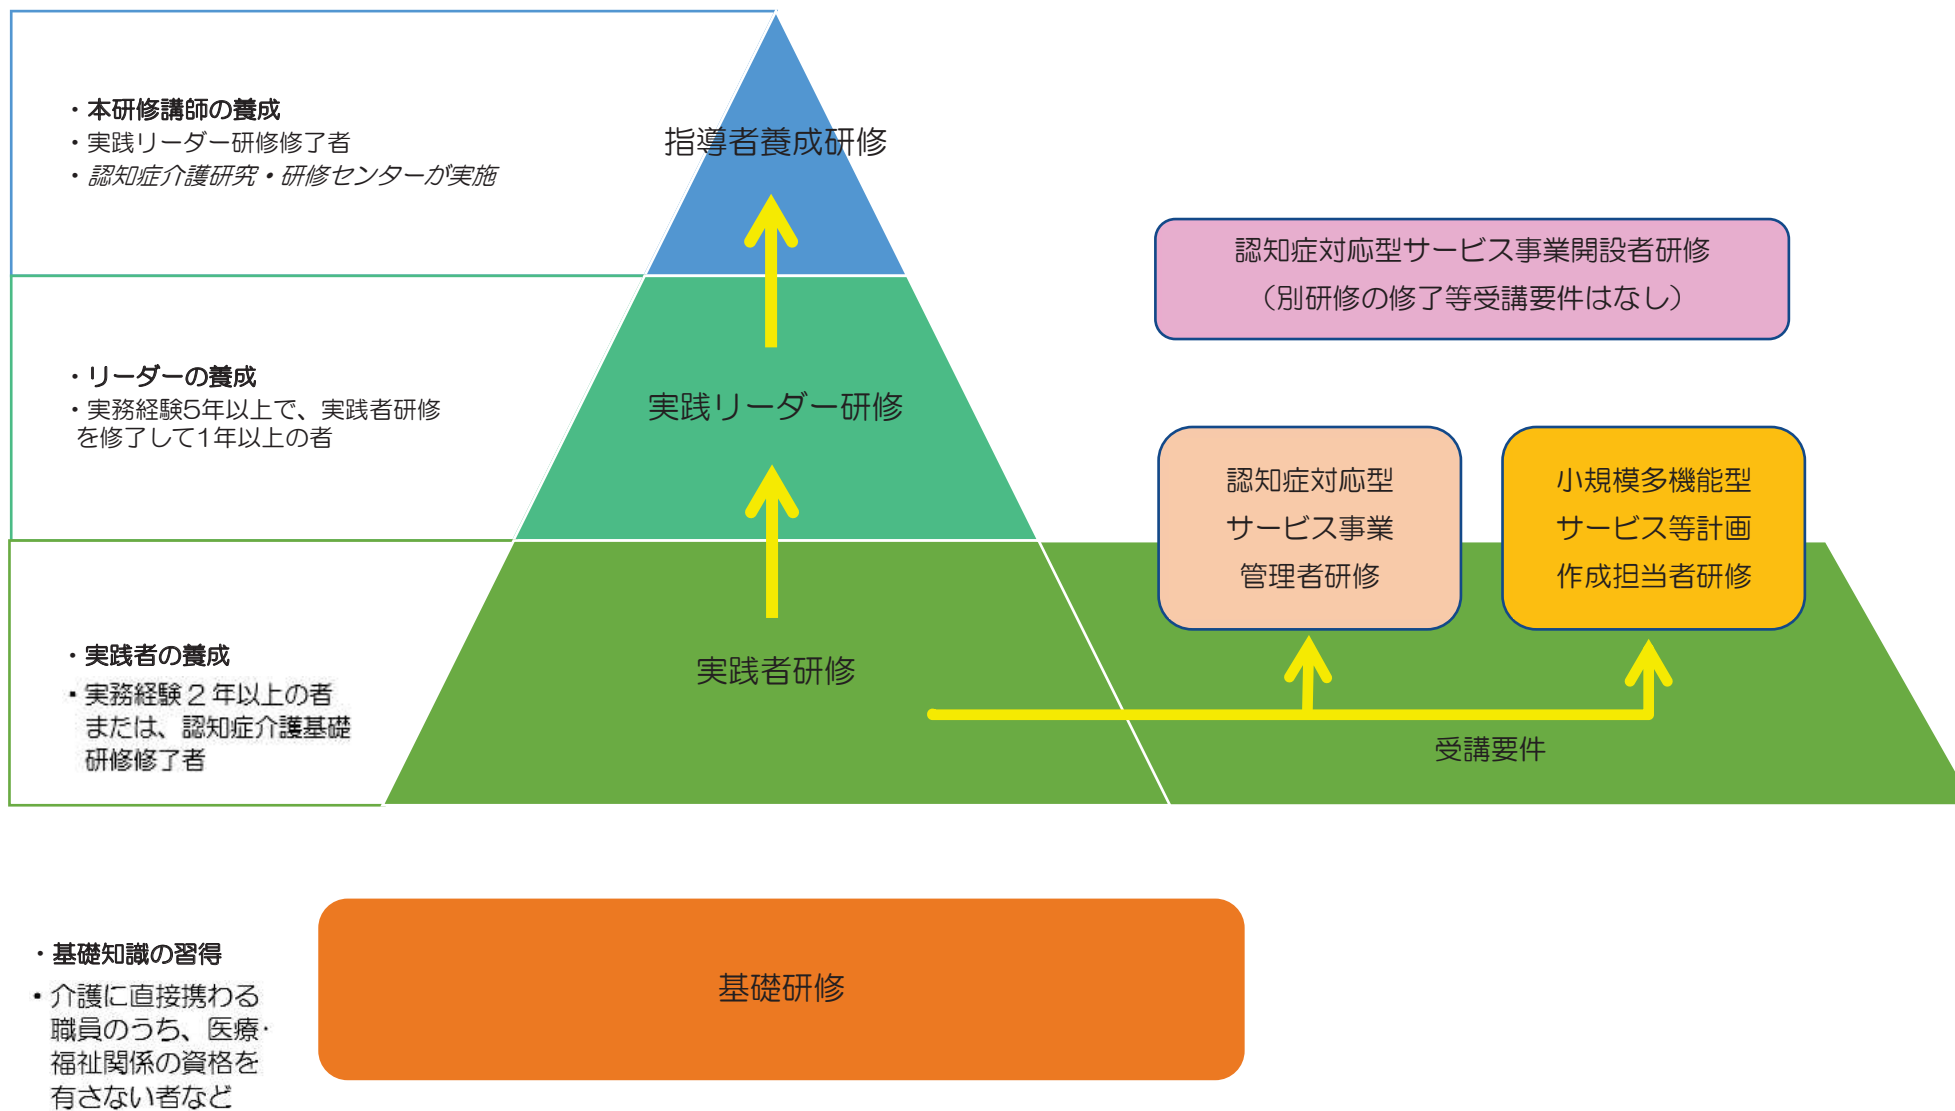 ・本研修講師の養成
・実践リーダー研修修了者
・認知症介護研究・研修センターが実施
指導者養成研修
認知症対応型サービス事業開設者研修
（別研修の修了等受講要件はなし）
・リーダーの養成
・実務経験5年以上で、実践者研修
を修了して1年以上の者
実践リーダー研修
認知症対応型
サービス事業
管理者研修
小規模多機能型
サービス等計画
作成担当者研修
・実践者の養成
・実務経験２年以上の者
または、認知症介護基礎
研修修了者
実践者研修
受講要件
・基礎知識の習得
・介護に直接携わる
職員のうち、医療・
福祉関係の資格を
有さない者など
基礎研修